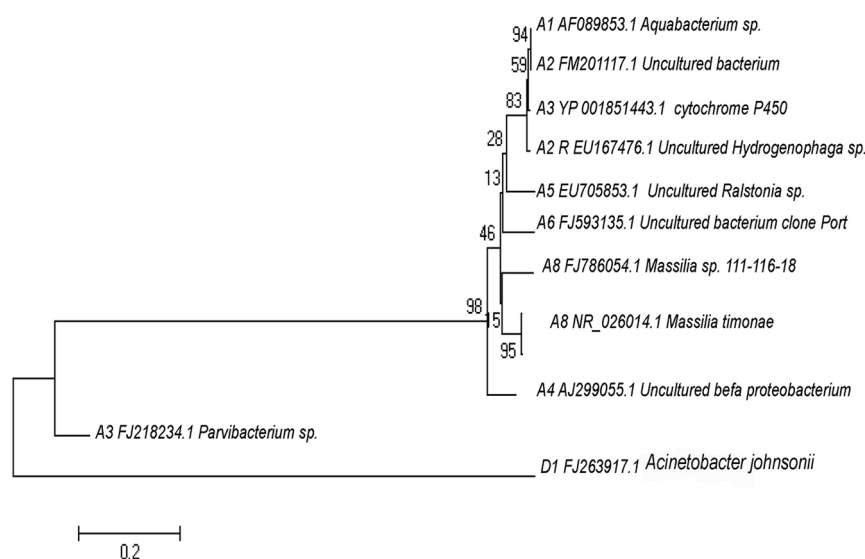 A1 AF089853.1 Aquabacterium sp.
94
A2 FM201117.1 Uncultured bacterium
59
83
A3 YP 001851443.1 cytochrome P450
28
A2 R EU167476.1 Uncultured Hydrogenophaga sp.
13
A5 EU705853.1 Uncultured Ralstonia sp.
A6 FJ593135.1 Uncultured bacterium clone Port
46
A8 FJ786054.1 Massilia sp. 111-116-18
98
15
A8 NR_026014.1 Massilia timonae
95
A4 AJ299055.1 Uncultured befa proteobacterium
A3 FJ218234.1 Parvibacterium sp.
D1 FJ263917.1 Acinetobacter johnsonii
0.2